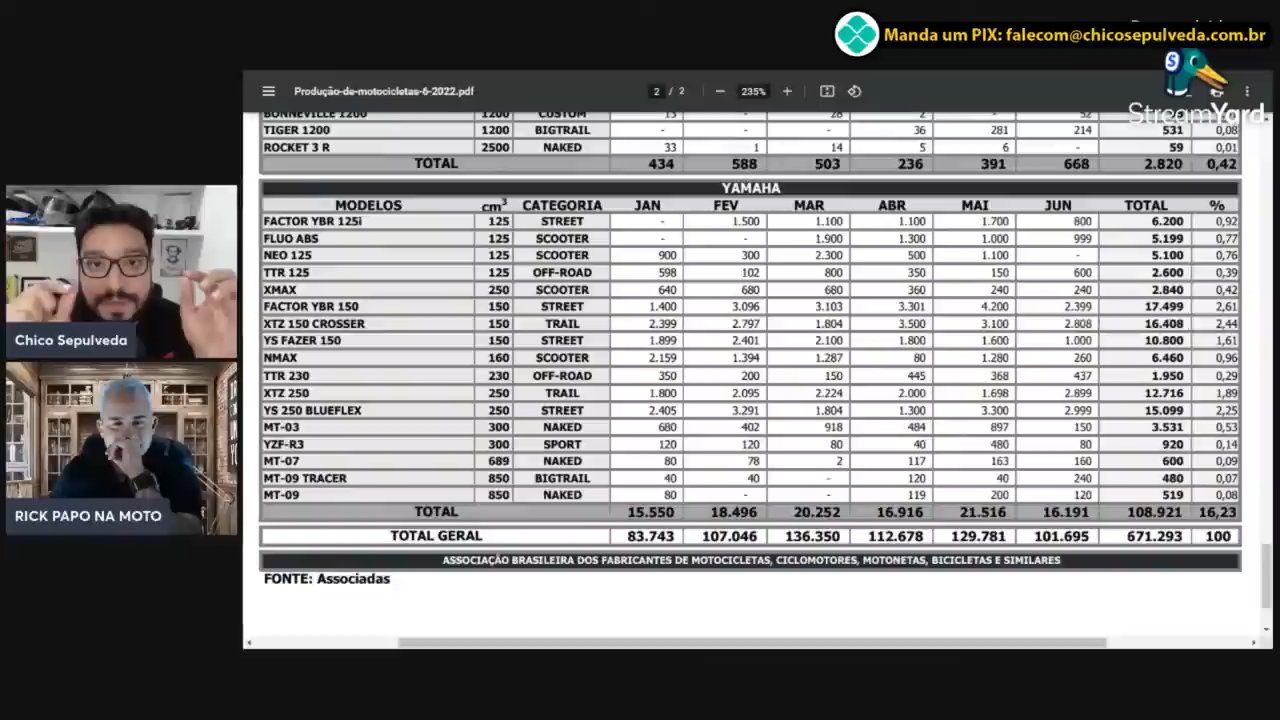 Manda um PIX: falecom@chicosepulveda.com.br
S
StreamYard
Produção-de-motocicletas-6-2022.pdf 2 / 2 235%
BONNEVILLE 1200 1200 CUSTOM 13 - 28 2 - 52
TIGER 1200 1200 BIGTRAIL - - - 36 281 214 531 0,08
ROCKET 3 R 2500 NAKED 33 1 14 5 6 - 59 0,01
TOTAL 434 588 503 236 391 668 2.820 0,42
YAMAHA
MODELOS cm³ CATEGORIA JAN FEV MAR ABR MAI JUN TOTAL %
FACTOR YBR 125i 125 STREET - 1.500 1.100 1.100 1.700 800 6.200 0,92
FLUO ABS 125 SCOOTER - - 1.900 1.300 1.000 999 5.199 0,77
NEO 125 125 SCOOTER 900 300 2.300 500 1.100 - 5.100 0,76
TTR 125 125 OFF-ROAD 598 102 800 350 150 600 2.600 0,39
XMAX 250 SCOOTER 640 680 680 360 240 240 2.840 0,42
FACTOR YBR 150 150 STREET 1.400 3.096 3.103 3.301 4.200 2.399 17.499 2,61
XTZ 150 CROSSER 150 TRAIL 2.399 2.797 1.804 3.500 3.100 2.808 16.408 2,44
YS FAZER 150 150 STREET 1.899 2.401 2.100 1.800 1.600 1.000 10.800 1,61
NMAX 160 SCOOTER 2.159 1.394 1.287 80 1.280 260 6.460 0,96
TTR 230 230 OFF-ROAD 350 200 150 445 368 437 1.950 0,29
XTZ 250 250 TRAIL 1.800 2.095 2.224 2.000 1.698 2.899 12.716 1,89
YS 250 BLUEFLEX 250 STREET 2.405 3.291 1.804 1.300 3.300 2.999 15.099 2,25
MT-03 300 NAKED 680 402 918 484 897 150 3.531 0,53
YZF-R3 300 SPORT 120 120 80 40 480 80 920 0,14
MT-07 689 NAKED 80 78 2 117 163 160 600 0,09
MT-09 TRACER 850 BIGTRAIL 40 40 - 120 40 240 480 0,07
MT-09 850 NAKED 80 - - 119 200 120 519 0,08
TOTAL 15.550 18.496 20.252 16.916 21.516 16.191 108.921 16,23
TOTAL GERAL 83.743 107.046 136.350 112.678 129.781 101.695 671.293 100
ASSOCIAÇÃO BRASILEIRA DOS FABRICANTES DE MOTOCICLETAS, CICLOMOTORES, MOTONETAS, BICICLETAS E SIMILARES
FONTE: Associadas
Chico Sepulveda
RICK PAPO NA MOTO